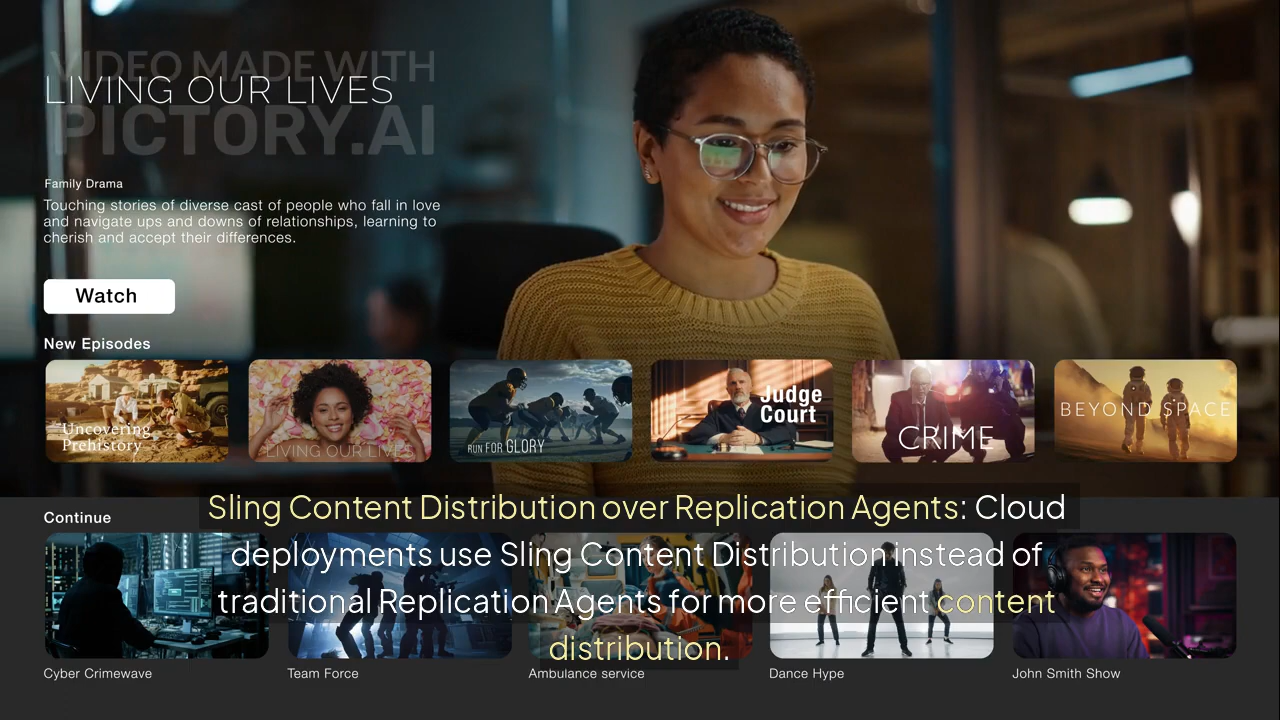 VIDEO MADE WITH
LIVING OUR LIVES
PICTORY.AI
Family Drama
Touching stories of diverse cast of people who fall in love
and navigate ups and downs of relationships, learning to
cherish and accept their differences.
Watch
New Episodes
Uncovering
Prehistory
LIVING OUR LIVES
RUN FOR GLORY
Judge
Court
CRIME
BEYOND SPACE
Continue
Sling Content Distribution over Replication Agents: Cloud
deployments use Sling Content Distribution instead of
traditional Replication Agents for more efficient content
distribution.
Cyber Crimewave
Team Force
Ambulance service
Dance Hype
John Smith Show